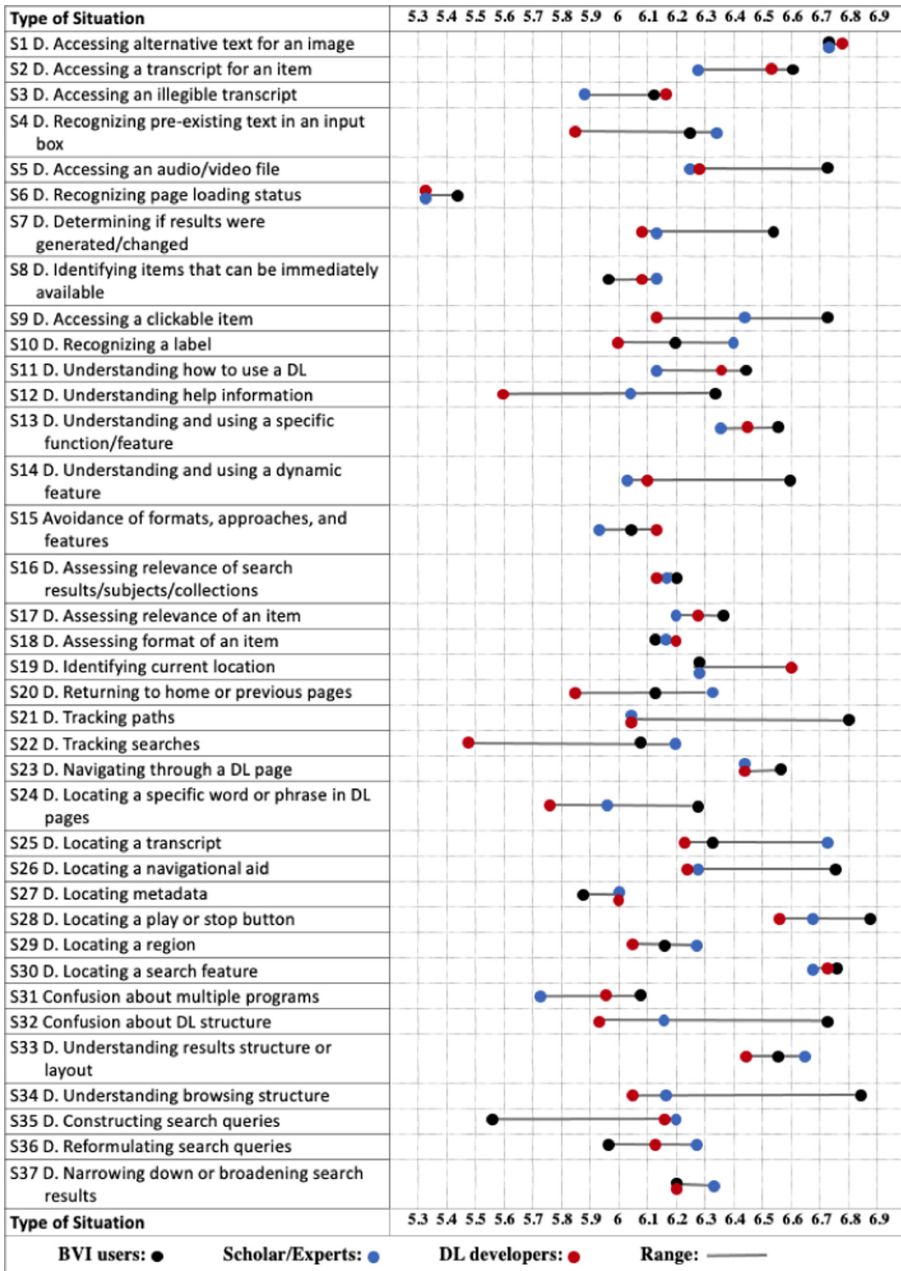 Type of Situation 5.3 5.4 5.5 5.6 5.7 5.8 5.9 6 6.1 6.2 6.3 6.4 6.5 6.6 6.7 6.8 6.9
S1 D. Accessing alternative text for an image
S2 D. Accessing a transcript for an item
S3 D. Accessing an illegible transcript
S4 D. Recognizing pre-existing text in an input
box
S5 D. Accessing an audio/video file
S6 D. Recognizing page loading status
S7 D. Determining if results were
generated/changed
S8 D. Identifying items that can be immediately
available
S9 D. Accessing a clickable item
S10 D. Recognizing a label
S11 D. Understanding how to use a DL
S12 D. Understanding help information
S13 D. Understanding and using a specific
function/feature
S14 D. Understanding and using a dynamic
feature
S15 Avoidance of formats, approaches, and
features
S16 D. Assessing relevance of search
results/subjects/collections
S17 D. Assessing relevance of an item
S18 D. Assessing format of an item
S19 D. Identifying current location
S20 D. Returning to home or previous pages
S21 D. Tracking paths
S22 D. Tracking searches
S23 D. Navigating through a DL page
S24 D. Locating a specific word or phrase in DL
pages
S25 D. Locating a transcript
S26 D. Locating a navigational aid
S27 D. Locating metadata
S28 D. Locating a play or stop button
S29 D. Locating a region
S30 D. Locating a search feature
S31 Confusion about multiple programs
S32 Confusion about DL structure
S33 D. Understanding results structure or
layout
S34 D. Understanding browsing structure
S35 D. Constructing search queries
S36 D. Reformulating search queries
S37 D. Narrowing down or broadening search
results
Type of Situation 5.3 5.4 5.5 5.6 5.7 5.8 5.9 6 6.1 6.2 6.3 6.4 6.5 6.6 6.7 6.8 6.9
BVI users: Scholar/Experts: DL developers: Range: